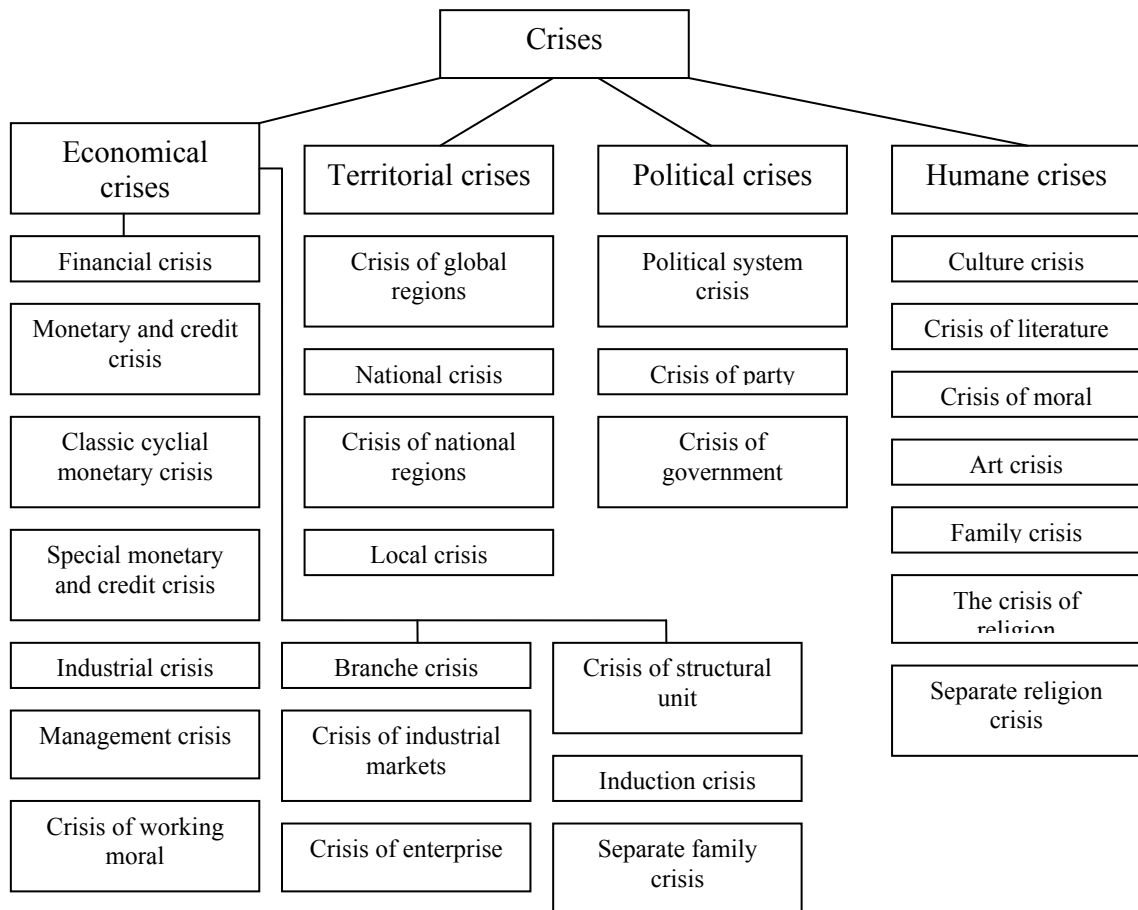 Crises
Economical
crises
Financial crisis
Monetary and credit
crisis
Classic cyclial
monetary crisis
Special monetary
and credit crisis
Industrial crisis
Management crisis
Crisis of working
moral
Branche crisis
Crisis of industrial
markets
Crisis of enterprise
Crisis of structural
unit
Induction crisis
Separate family
crisis
Territorial crises
Crisis of global
regions
National crisis
Crisis of national
regions
Local crisis
Political crises
Political system
crisis
Crisis of party
Crisis of
government
Humane crises
Culture crisis
Crisis of literature
Crisis of moral
Art crisis
Family crisis
The crisis of
religion
Separate religion
crisis